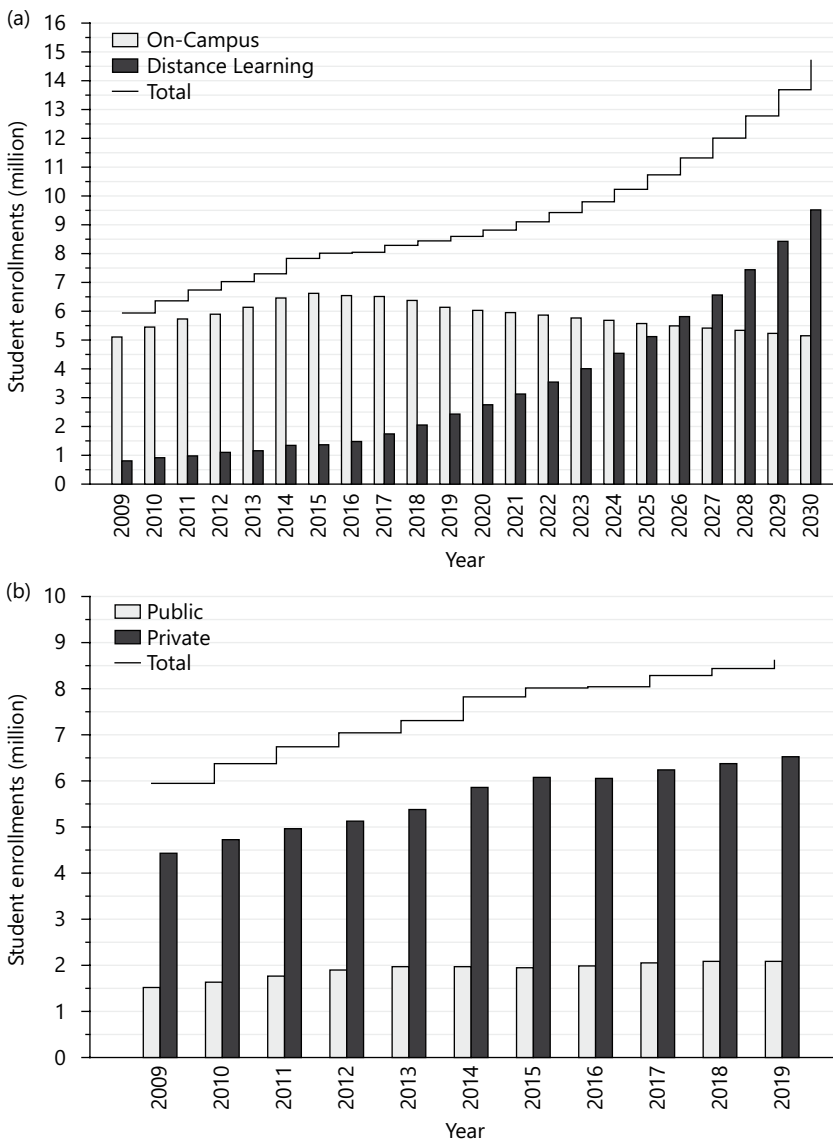 (a)
16
15
14
13
12
11
10
9
8
7
6
5
4
3
2
1
0
Student enrollments (million)
On-Campus
Distance Learning
Total
2009 2010 2011 2012 2013 2014 2015 2016 2017 2018 2019 2020 2021 2022 2023 2024 2025 2026 2027 2028 2029 2030
Year
(b)
10
9
8
7
6
5
4
3
2
1
0
Student enrollments (million)
Public
Private
Total
2009 2010 2011 2012 2013 2014 2015 2016 2017 2018 2019
Year